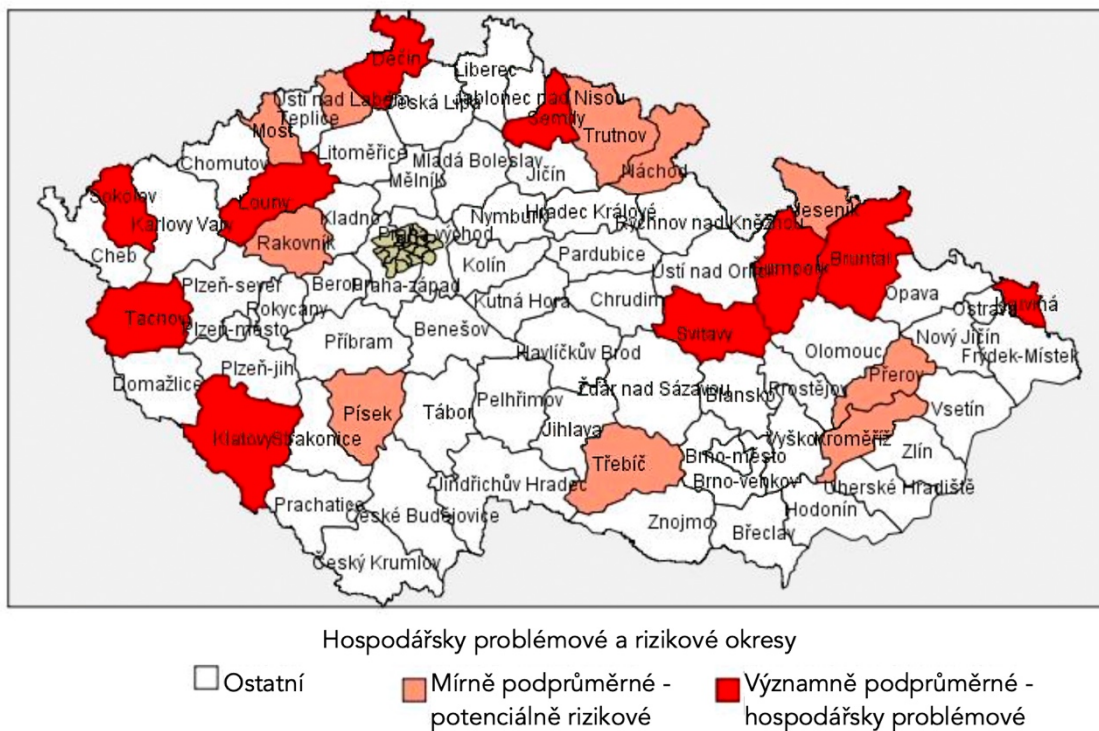 Děčín
Liberec
Jablonec nad Nisou
Ústí nad Labem
Česká Lípa
Teplice
Semily
Most
Trutnov
Chomutov
Litoměřice
Mladá Boleslav
Náchod
Mělník
Jičín
Sokolov
Louny
Karlovy Vary
Kladno
Nymburk
Hradec Králové
Rychnov nad Kněžnou
Jeseník
Rakovník
Praha-východ
Cheb
Kolín
Pardubice
Ústí nad Orlicí
Šumperk
Bruntál
Plzeň-sever
Beroun
Praha-západ
Opava
Rokycany
Kutná Hora
Chrudim
Ostrava
Karviná
Tachov
Plzeň-město
Benešov
Svitavy
Příbram
Nový Jičín
Olomouc
Frýdek-Místek
Havlíčkův Brod
Domažlice
Plzeň-jih
Přerov
Žďár nad Sázavou
Prostějov
Blansko
Pelhřimov
Vsetín
Písek
Tábor
Klatovy
Strakonice
Jihlava
Vyškov
Kroměříž
Třebíč
Brno-město
Zlín
Brno-venkov
Jindřichův Hradec
Uherské Hradiště
Prachatice
Hodonín
České Budějovice
Znojmo
Břeclav
Český Krumlov
Hospodářsky problémové a rizikové okresy
Ostatní
Mírně podprůměrné -
potenciálně rizikové
Významně podprůměrné -
hospodářsky problémové